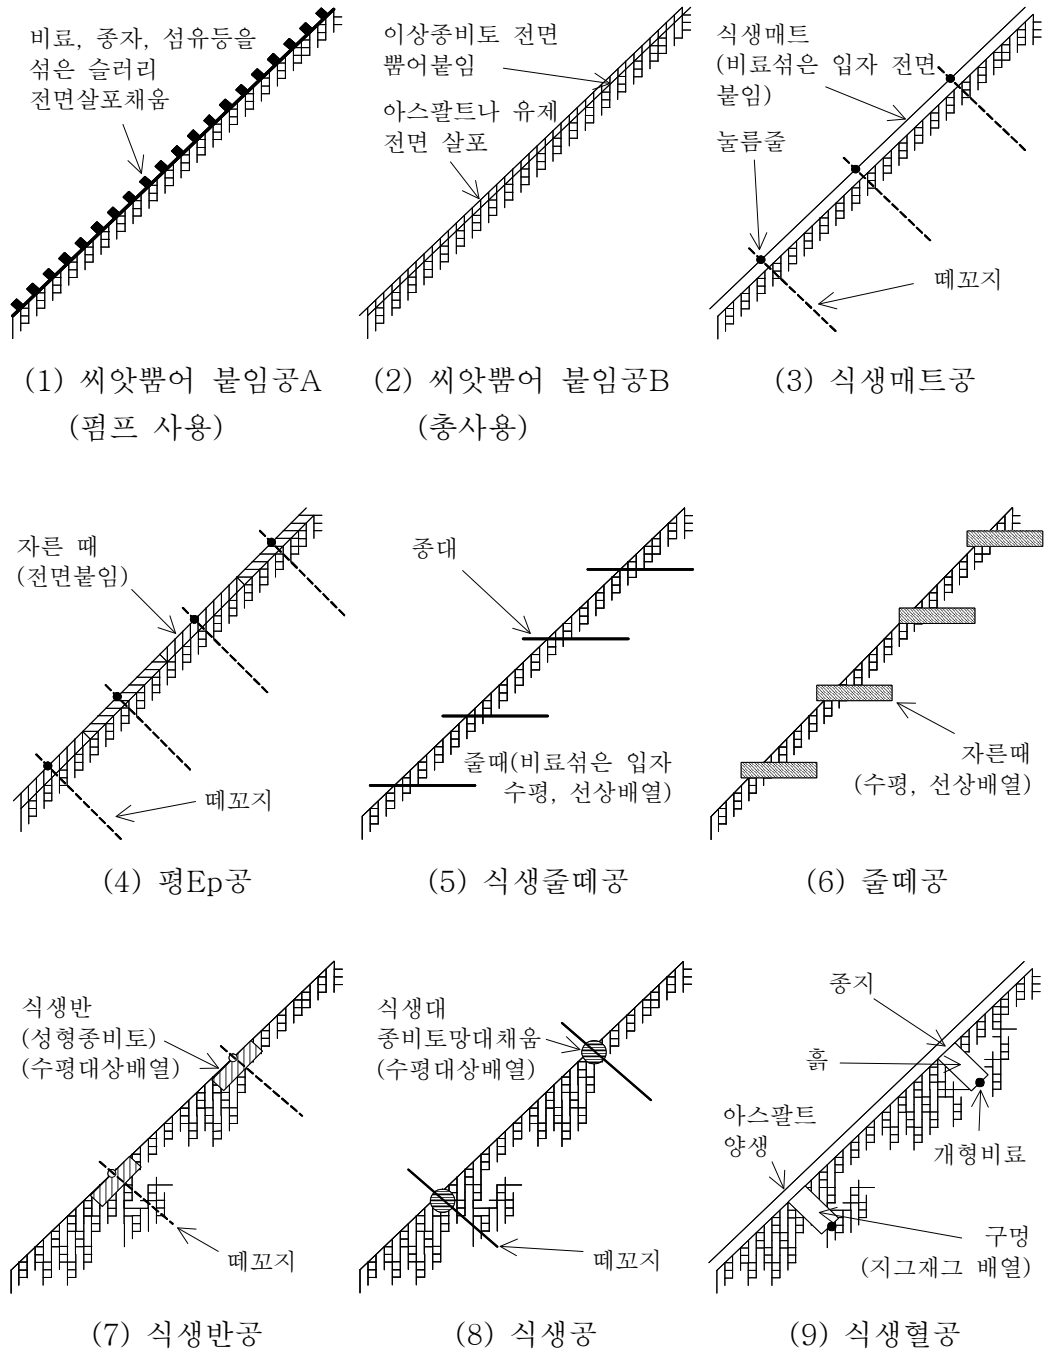 비료, 종자, 섬유등을
섞은 슬러리
전면살포채움
(1) 씨앗뿜어 붙임공A
(펌프 사용)
이상종비토 전면
뿜어붙임
아스팔트나 유제
전면 살포
(2) 씨앗뿜어 붙임공B
(총사용)
식생매트
(비료섞은 입자 전면
붙임)
눌름줄
떼꼬지
(3) 식생매트공
자른 때
(전면붙임)
떼꼬지
(4) 평Ep공
종대
줄때(비료섞은 입자
수평, 선상배열)
(5) 식생줄떼공
자른때
(수평, 선상배열)
(6) 줄떼공
식생반
(성형종비토)
(수평대상배열)
떼꼬지
(7) 식생반공
식생대
종비토망대채움
(수평대상배열)
떼꼬지
(8) 식생공
종지
흙
아스팔트
양생
개형비료
구멍
(지그재그 배열)
(9) 식생혈공